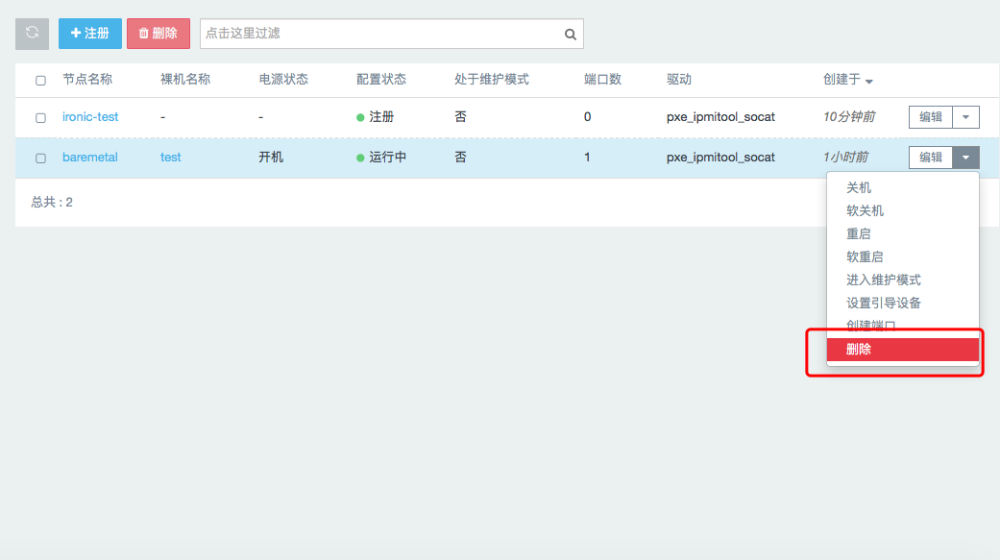 注册 删除 点击这里过滤
节点名称 裸机名称 电源状态 配置状态 处于维护模式 端口数 驱动 创建于
ironic-test - - 注册 否 0 pxe_ipmitool_socat 10分钟前 编辑
baremetal test 开机 运行中 否 1 pxe_ipmitool_socat 1小时前 编辑
总共 : 2
关机
软关机
重启
软重启
进入维护模式
设置引导设备
创建端口
删除